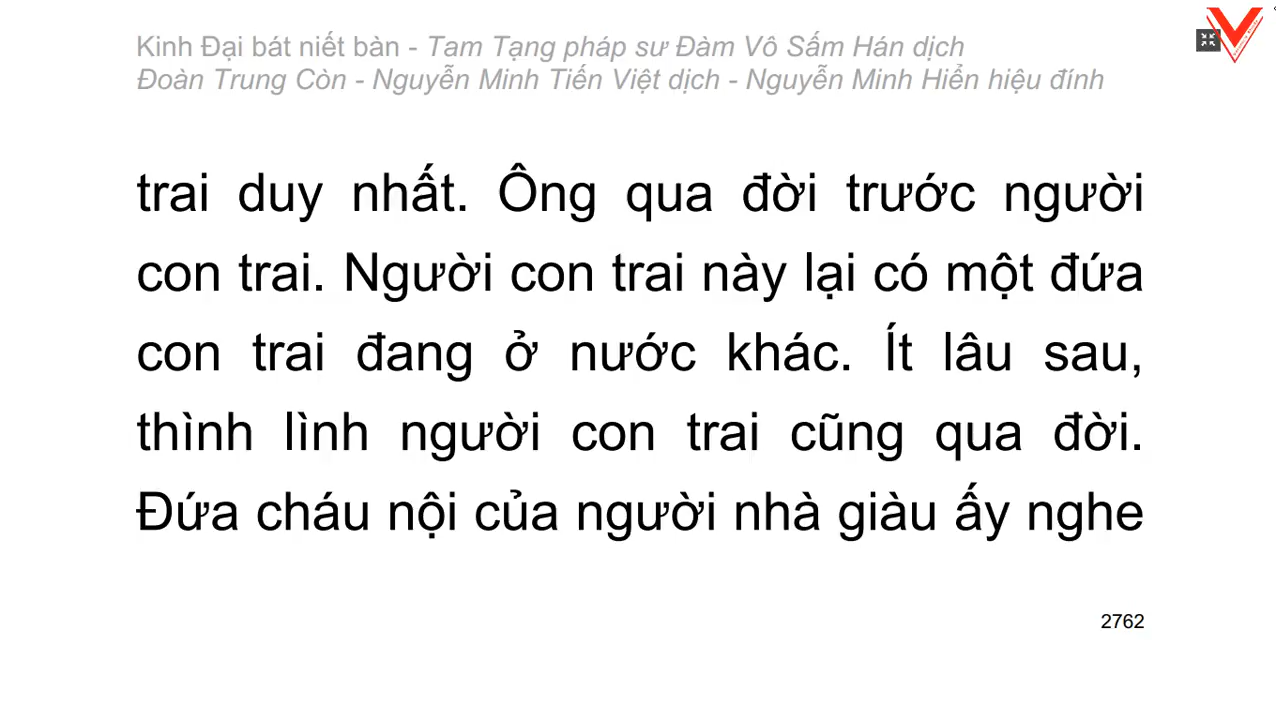 Kinh Đại bát niết bàn - Tam Tạng pháp sư Đàm Vô Sấm Hán dịch
Đoàn Trung Còn - Nguyễn Minh Tiến Việt dịch - Nguyễn Minh Hiển hiệu đính
trai duy nhất. Ông qua đời trước người
con trai. Người con trai này lại có một đứa
con trai đang ở nước khác. Ít lâu sau,
thình lình người con trai cũng qua đời.
Đứa cháu nội của người nhà giàu ấy nghe
2762